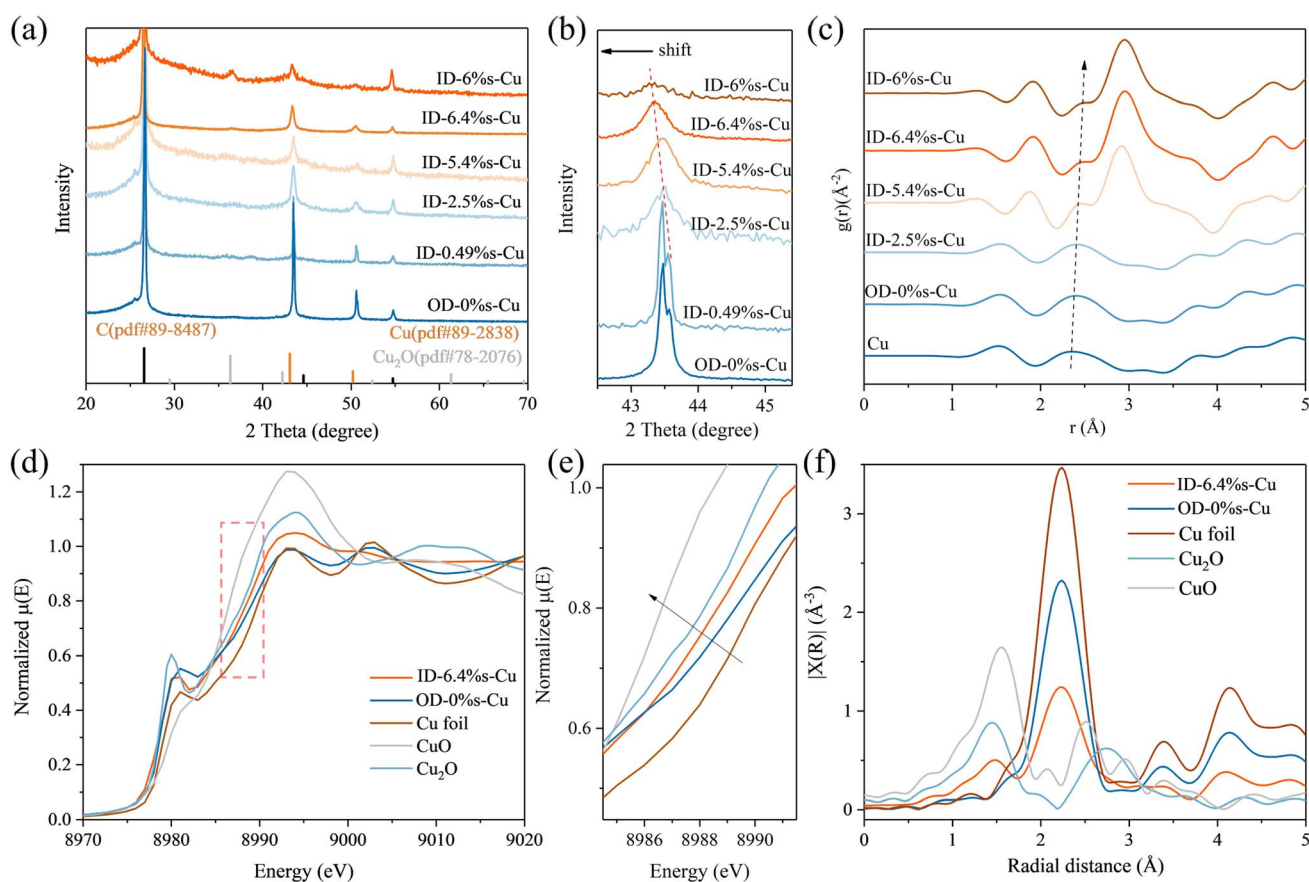 (a)
ID-6%s-Cu
ID-6.4%s-Cu
ID-5.4%s-Cu
ID-2.5%s-Cu
ID-0.49%s-Cu
OD-0%s-Cu
C(pdf#89-8487)
Cu(pdf#89-2838)
Cu₂O(pdf#78-2076)
Intensity
20 30 40 50 60 70
2 Theta (degree)
(b)
shift
ID-6%s-Cu
ID-6.4%s-Cu
ID-5.4%s-Cu
ID-2.5%s-Cu
ID-0.49%s-Cu
OD-0%s-Cu
Intensity
43 44 45
2 Theta (degree)
(c)
ID-6%s-Cu
ID-6.4%s-Cu
ID-5.4%s-Cu
ID-2.5%s-Cu
OD-0%s-Cu
Cu
g(r)(Å⁻²)
0 1 2 3 4 5
r (Å)
(d)
1.2
1.0
0.8
0.6
0.4
0.2
0.0
Normalized μ(E)
ID-6.4%s-Cu
OD-0%s-Cu
Cu foil
CuO
Cu₂O
8970 8980 8990 9000 9010 9020
Energy (eV)
(e)
1.0
0.8
0.6
Normalized μ(E)
8986 8988 8990
Energy (eV)
(f)
3
2
1
0
|X(R)| (Å⁻³)
ID-6.4%s-Cu
OD-0%s-Cu
Cu foil
Cu₂O
CuO
0 1 2 3 4 5
Radial distance (Å)